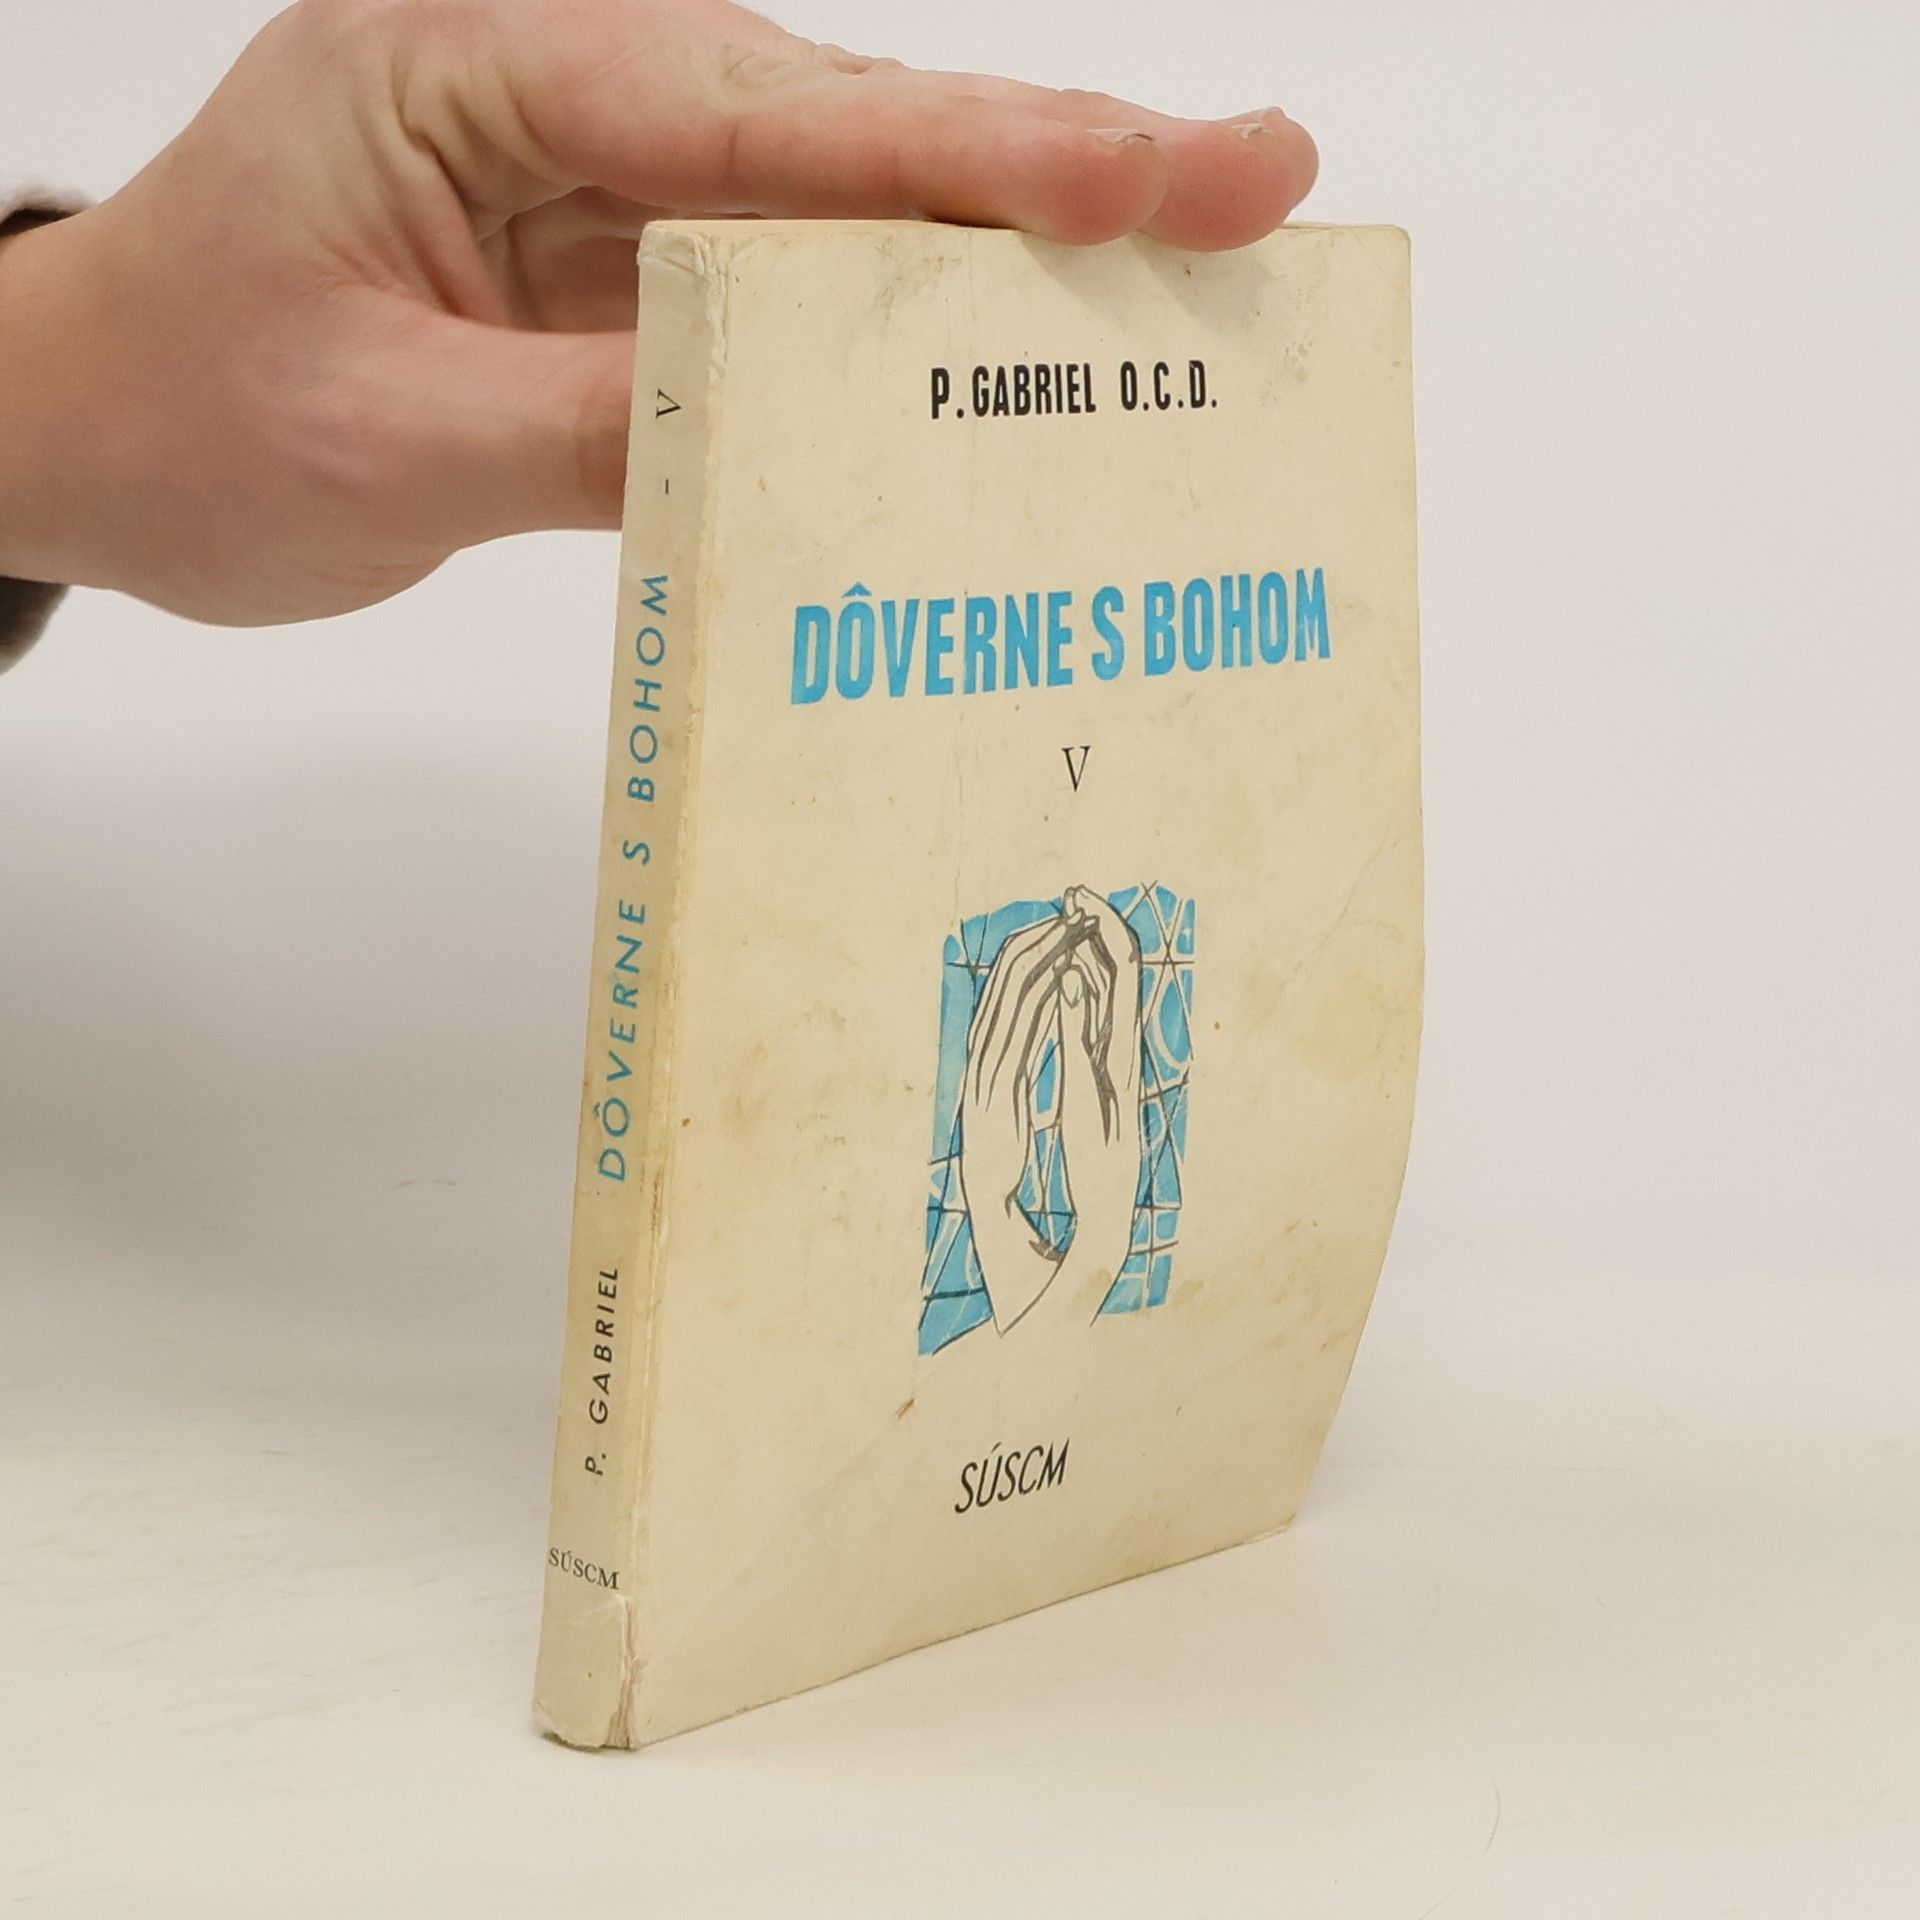 P. GABRIEL O.C.D.
DÔVERNE S BOHOM
V
SÚSCM
P. GABRIEL DÔVERNE S BOHOM - V
SÚSCM